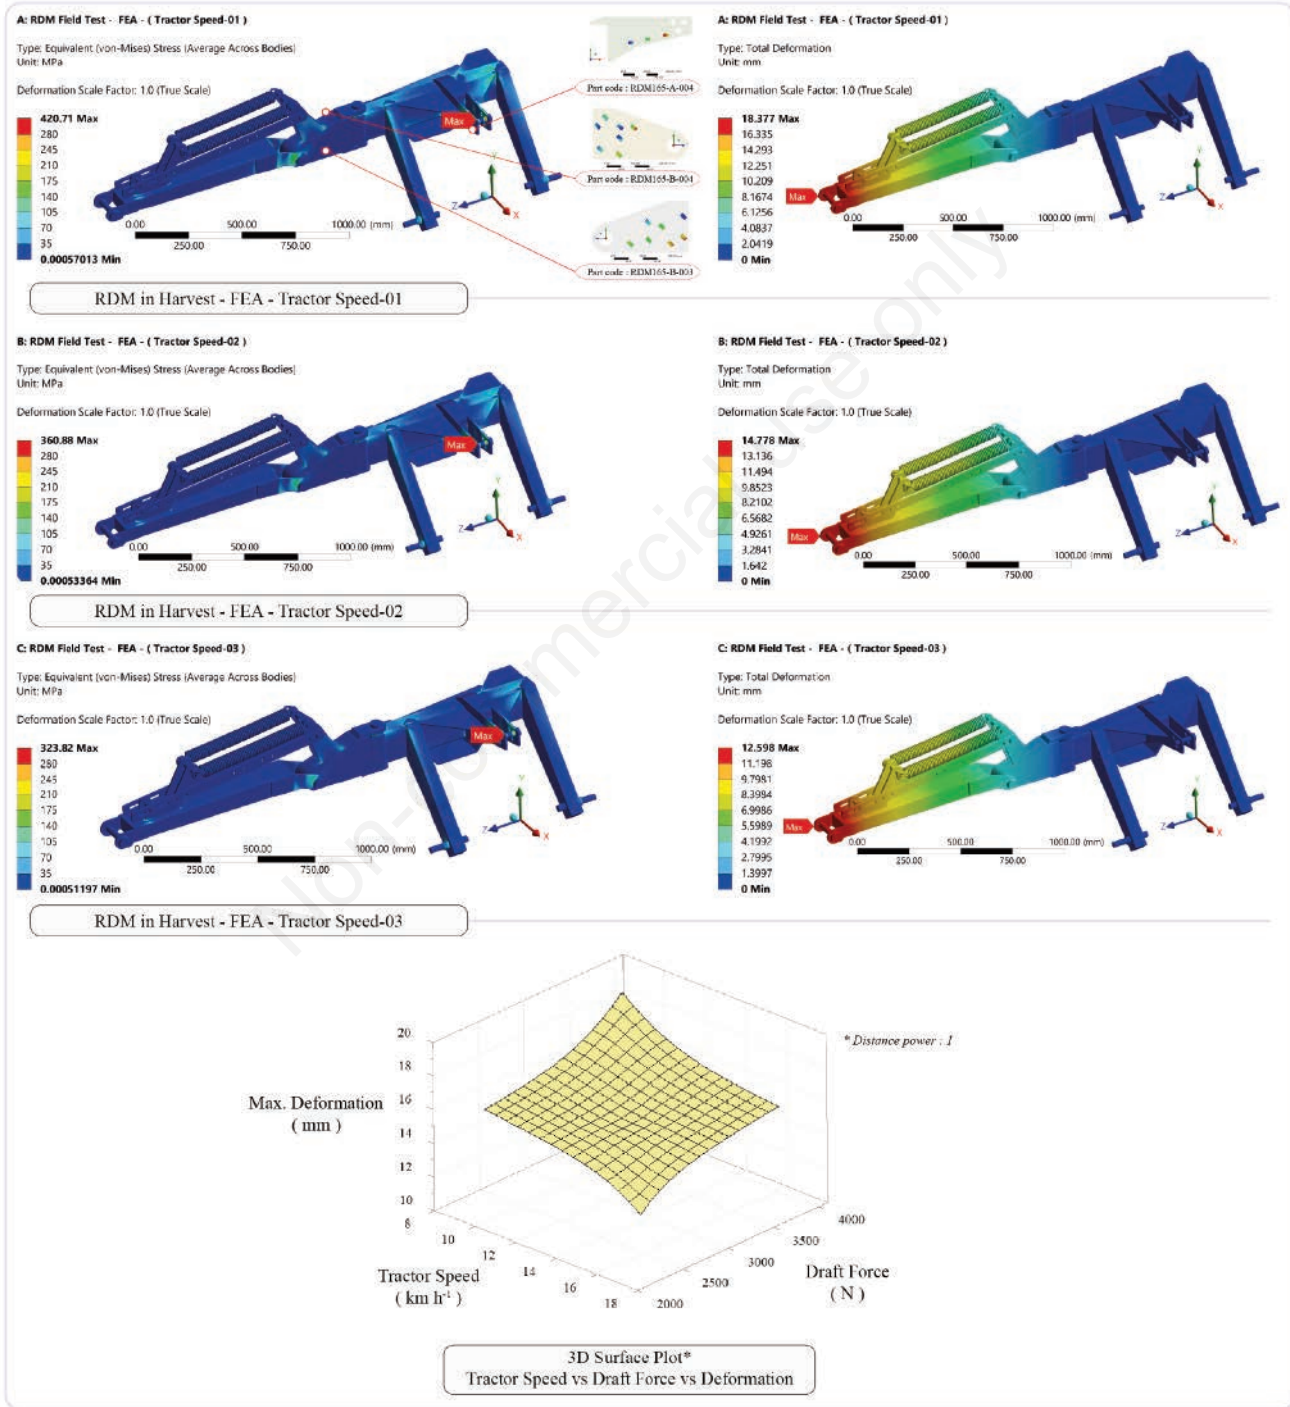 A: RDM Field Test - FEA - ( Tractor Speed-01 )
Type: Equivalent (von-Mises) Stress (Average Across Bodies)
Unit: MPa
Deformation Scale Factor: 1.0 (True Scale)
420.71 Max
280
245
210
175
140
105
70
35
0.00057013 Min
Max
0.00
500.00
1000.00 (mm)
250.00
750.00
Y
Z
X
Part code : RDM165-A-004
Part code : RDM165-B-004
Part code : RDM165-B-003
A: RDM Field Test - FEA - ( Tractor Speed-01 )
Type: Total Deformation
Unit: mm
Deformation Scale Factor: 1.0 (True Scale)
18.377 Max
16.335
14.293
12.251
10.209
8.1674
6.1256
4.0837
2.0419
0 Min
Max
0.00
500.00
1000.00 (mm)
250.00
750.00
Y
Z
X
RDM in Harvest - FEA - Tractor Speed-01
B: RDM Field Test - FEA - ( Tractor Speed-02 )
Type: Equivalent (von-Mises) Stress (Average Across Bodies)
Unit: MPa
Deformation Scale Factor: 1.0 (True Scale)
360.88 Max
280
245
210
175
140
105
70
35
0.00053364 Min
Max
0.00
500.00
1000.00 (mm)
250.00
750.00
Y
Z
X
B: RDM Field Test - FEA - ( Tractor Speed-02 )
Type: Total Deformation
Unit: mm
Deformation Scale Factor: 1.0 (True Scale)
14.778 Max
13.136
11.494
9.8523
8.2102
6.5682
4.9261
3.2841
1.642
0 Min
Max
0.00
500.00
1000.00 (mm)
250.00
750.00
Y
Z
X
RDM in Harvest - FEA - Tractor Speed-02
C: RDM Field Test - FEA - ( Tractor Speed-03 )
Type: Equivalent (von-Mises) Stress (Average Across Bodies)
Unit: MPa
Deformation Scale Factor: 1.0 (True Scale)
323.82 Max
280
245
210
175
140
105
70
35
0.00051197 Min
Max
0.00
500.00
1000.00 (mm)
250.00
750.00
Y
Z
X
C: RDM Field Test - FEA - ( Tractor Speed-03 )
Type: Total Deformation
Unit: mm
Deformation Scale Factor: 1.0 (True Scale)
12.598 Max
11.198
9.7981
8.3984
6.9986
5.5989
4.1992
2.7995
1.3997
0 Min
Max
0.00
500.00
1000.00 (mm)
250.00
750.00
Y
Z
X
RDM in Harvest - FEA - Tractor Speed-03
Non-commercial use only
* Distance power : 1
Max. Deformation
( mm )
20
18
16
14
12
10
8
10
12
14
16
18
Tractor Speed
( km h⁻¹ )
2000
2500
3000
3500
4000
Draft Force
( N )
3D Surface Plot*
Tractor Speed vs Draft Force vs Deformation